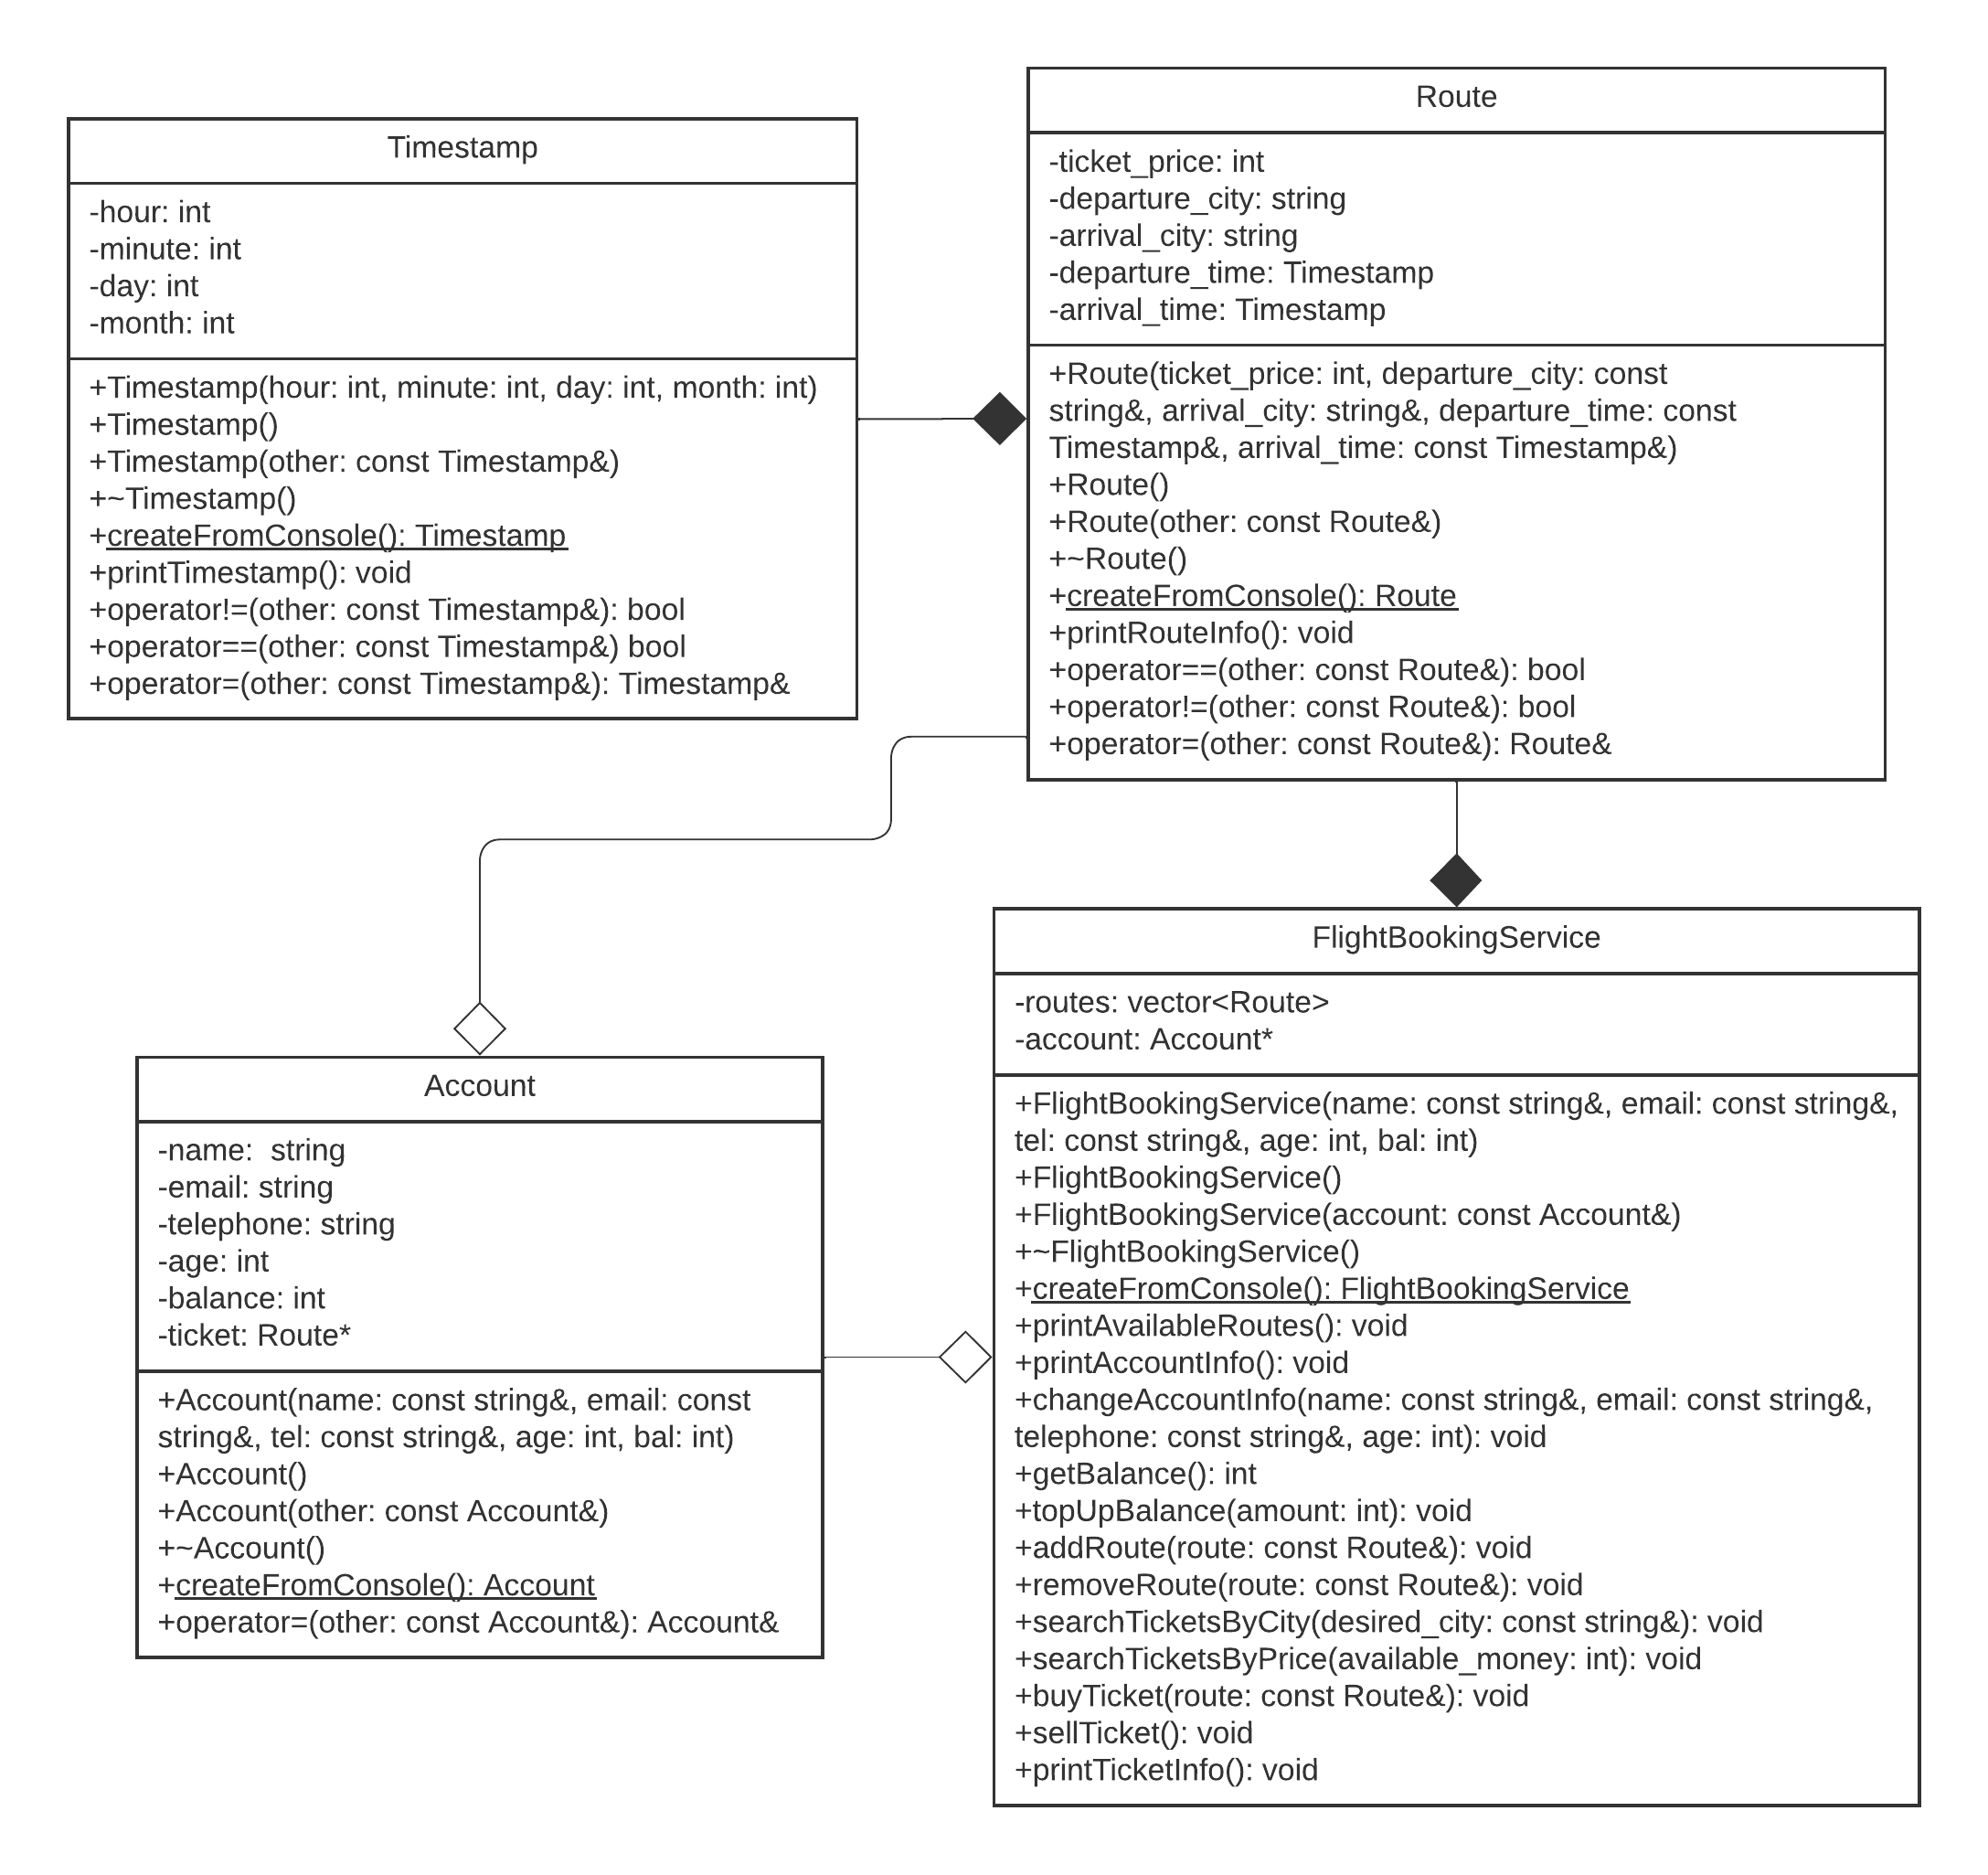 Timestamp
-hour: int
-minute: int
-day: int
-month: int
+Timestamp(hour: int, minute: int, day: int, month: int)
+Timestamp()
+Timestamp(other: const Timestamp&)
+~Timestamp()
+createFromConsole(): Timestamp
+printTimestamp(): void
+operator!=(other: const Timestamp&): bool
+operator==(other: const Timestamp&) bool
+operator=(other: const Timestamp&): Timestamp&
Route
-ticket_price: int
-departure_city: string
-arrival_city: string
-departure_time: Timestamp
-arrival_time: Timestamp
+Route(ticket_price: int, departure_city: const
string&, arrival_city: string&, departure_time: const
Timestamp&, arrival_time: const Timestamp&)
+Route()
+Route(other: const Route&)
+~Route()
+createFromConsole(): Route
+printRouteInfo(): void
+operator==(other: const Route&): bool
+operator!=(other: const Route&): bool
+operator=(other: const Route&): Route&
Account
-name:  string
-email: string
-telephone: string
-age: int
-balance: int
-ticket: Route*
+Account(name: const string&, email: const
string&, tel: const string&, age: int, bal: int)
+Account()
+Account(other: const Account&)
+~Account()
+createFromConsole(): Account
+operator=(other: const Account&): Account&
FlightBookingService
-routes: vector<Route>
-account: Account*
+FlightBookingService(name: const string&, email: const string&,
tel: const string&, age: int, bal: int)
+FlightBookingService()
+FlightBookingService(account: const Account&)
+~FlightBookingService()
+createFromConsole(): FlightBookingService
+printAvailableRoutes(): void
+printAccountInfo(): void
+changeAccountInfo(name: const string&, email: const string&,
telephone: const string&, age: int): void
+getBalance(): int
+topUpBalance(amount: int): void
+addRoute(route: const Route&): void
+removeRoute(route: const Route&): void
+searchTicketsByCity(desired_city: const string&): void
+searchTicketsByPrice(available_money: int): void
+buyTicket(route: const Route&): void
+sellTicket(): void
+printTicketInfo(): void